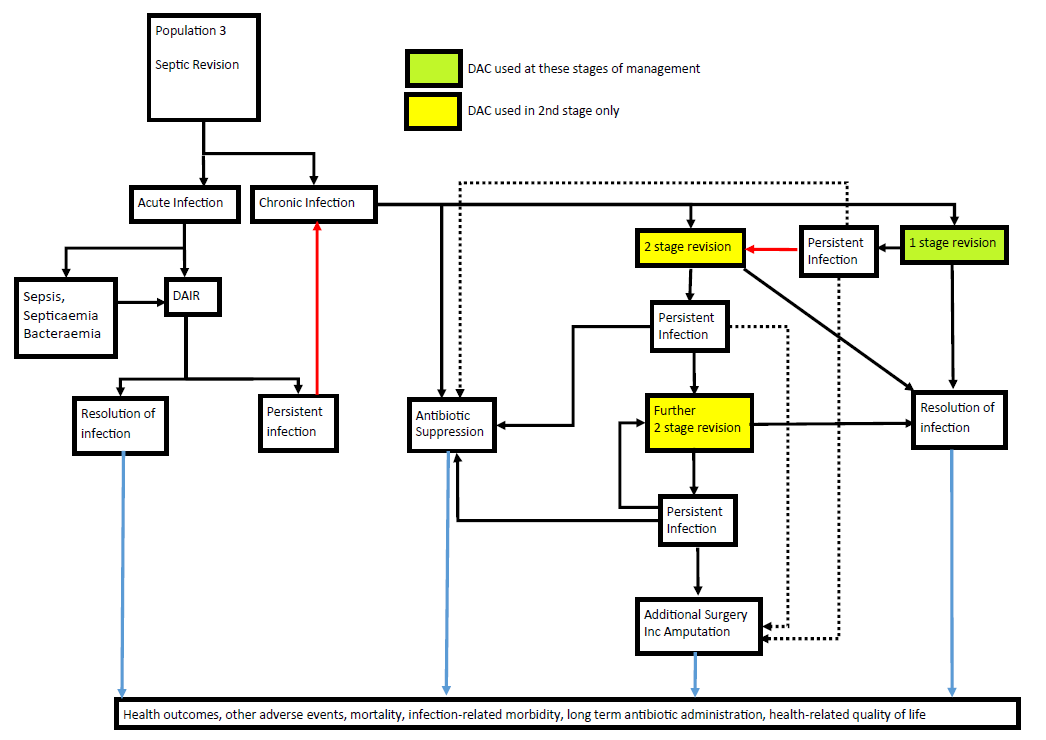 Population 3
Septic Revision
DAC used at these stages of management
DAC used in 2nd stage only
Acute Infection
Chronic Infection
2 stage revision
Persistent
Infection
1 stage revision
Sepsis,
Septicaemia
Bacteraemia
DAIR
Persistent
Infection
Resolution of
infection
Persistent
infection
Antibiotic
Suppression
Further
2 stage revision
Resolution of
infection
Persistent
Infection
Additional Surgery
Inc Amputation
Health outcomes, other adverse events, mortality, infection-related morbidity, long term antibiotic administration, health-related quality of life